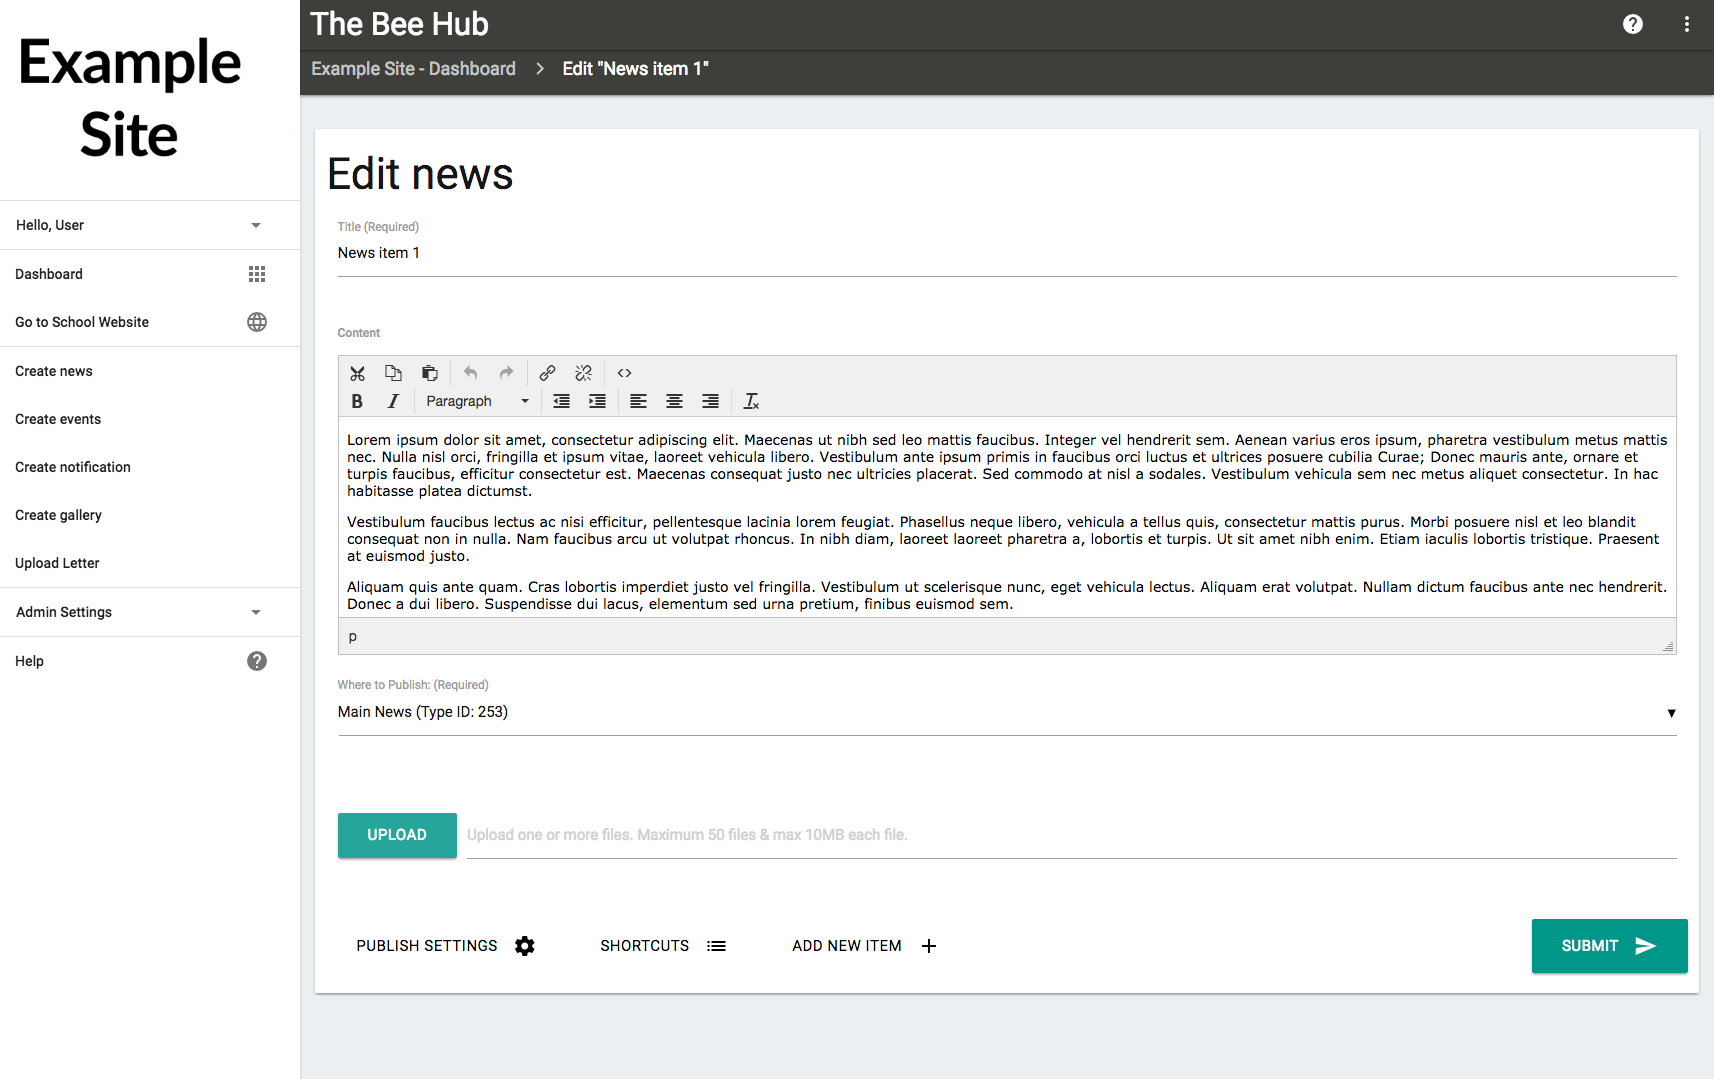 Example
Site
Hello, User
Dashboard
Go to School Website
Create news
Create events
Create notification
Create gallery
Upload Letter
Admin Settings
Help
The Bee Hub
Example Site - Dashboard > Edit "News item 1"
Edit news
Title (Required)
News item 1
Content
B I Paragraph
Lorem ipsum dolor sit amet, consectetur adipiscing elit. Maecenas ut nibh sed leo mattis faucibus. Integer vel hendrerit sem. Aenean varius eros ipsum, pharetra vestibulum metus mattis
nec. Nulla nisl orci, fringilla et ipsum vitae, laoreet vehicula libero. Vestibulum ante ipsum primis in faucibus orci luctus et ultrices posuere cubilia Curae; Donec mauris ante, ornare et
turpis faucibus, efficitur consectetur est. Maecenas consequat justo nec ultricies placerat. Sed commodo at nisl a sodales. Vestibulum vehicula sem nec metus aliquet consectetur. In hac
habitasse platea dictumst.
Vestibulum faucibus lectus ac nisi efficitur, pellentesque lacinia lorem feugiat. Phasellus neque libero, vehicula a tellus quis, consectetur mattis purus. Morbi posuere nisl et leo blandit
consequat non in nulla. Nam faucibus arcu ut volutpat rhoncus. In nibh diam, laoreet laoreet pharetra a, lobortis et turpis. Ut sit amet nibh enim. Etiam iaculis lobortis tristique. Praesent
at euismod justo.
Aliquam quis ante quam. Cras lobortis imperdiet justo vel fringilla. Vestibulum ut scelerisque nunc, eget vehicula lectus. Aliquam erat volutpat. Nullam dictum faucibus ante nec hendrerit.
Donec a dui libero. Suspendisse dui lacus, elementum sed urna pretium, finibus euismod sem.
p
Where to Publish: (Required)
Main News (Type ID: 253)
UPLOAD Upload one or more files. Maximum 50 files & max 10MB each file.
PUBLISH SETTINGS SHORTCUTS ADD NEW ITEM SUBMIT